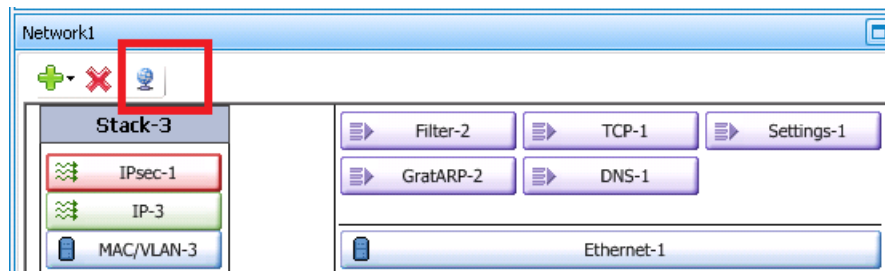 Network1
Stack-3
Filter-2 TCP-1 Settings-1
IPsec-1 GratARP-2 DNS-1
IP-3
MAC/VLAN-3 Ethernet-1